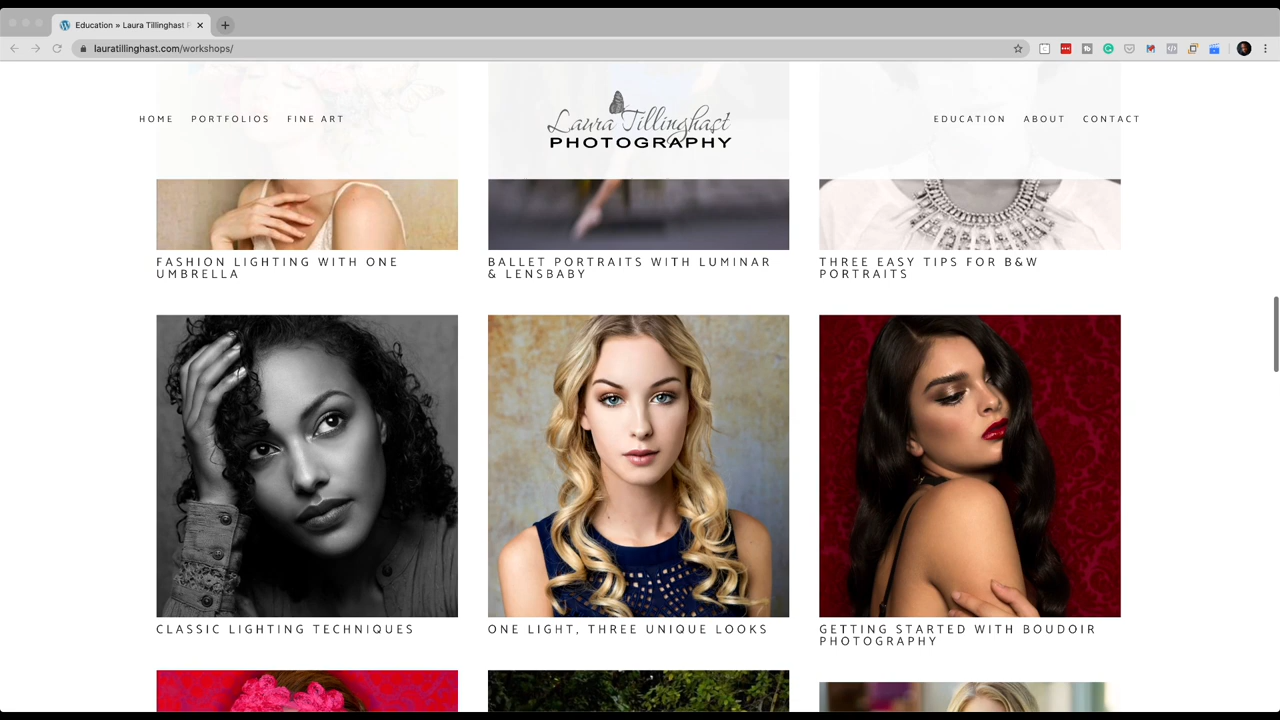 Education » Laura Tillinghast
lauratillinghast.com/workshops/
HOME PORTFOLIOS FINE ART
Laura Tillinghast
PHOTOGRAPHY
EDUCATION ABOUT CONTACT
FASHION LIGHTING WITH ONE
UMBRELLA
BALLET PORTRAITS WITH LUMINAR
& LENSBABY
THREE EASY TIPS FOR B&W
PORTRAITS
CLASSIC LIGHTING TECHNIQUES
ONE LIGHT, THREE UNIQUE LOOKS
GETTING STARTED WITH BOUDOIR
PHOTOGRAPHY